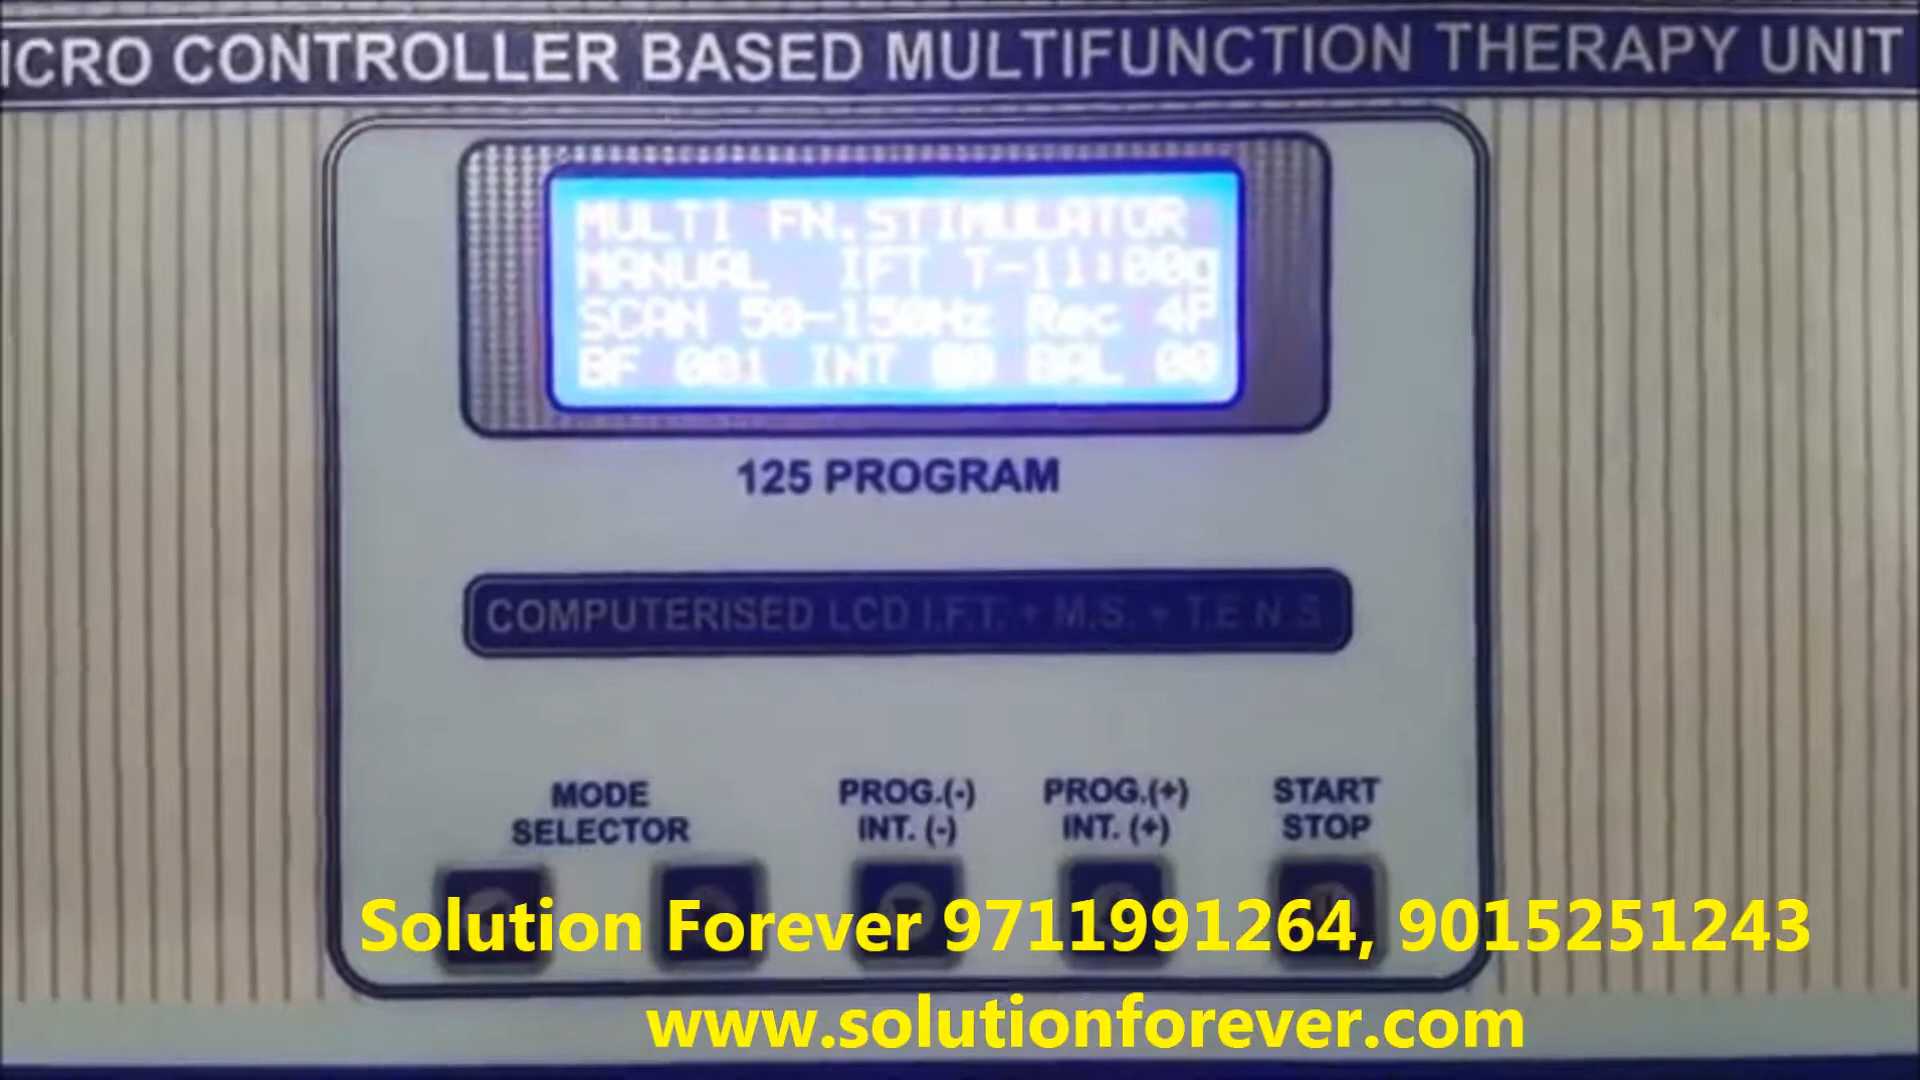 ICRO CONTROLLER BASED MULTIFUNCTION THERAPY UNIT
MULTI FN.STIMULATOR
MANUAL IFT T-11:00
SCAN 50-150Hz Rec 4P
BF 001 INT 00 BAL 00
125 PROGRAM
COMPUTERISED LCD I.F.T. + M.S. + T.E.N.S
MODE
SELECTOR
PROG.(-)
INT. (-)
PROG.(+)
INT. (+)
START
STOP
Solution Forever 9711991264, 9015251243
www.solutionforever.com